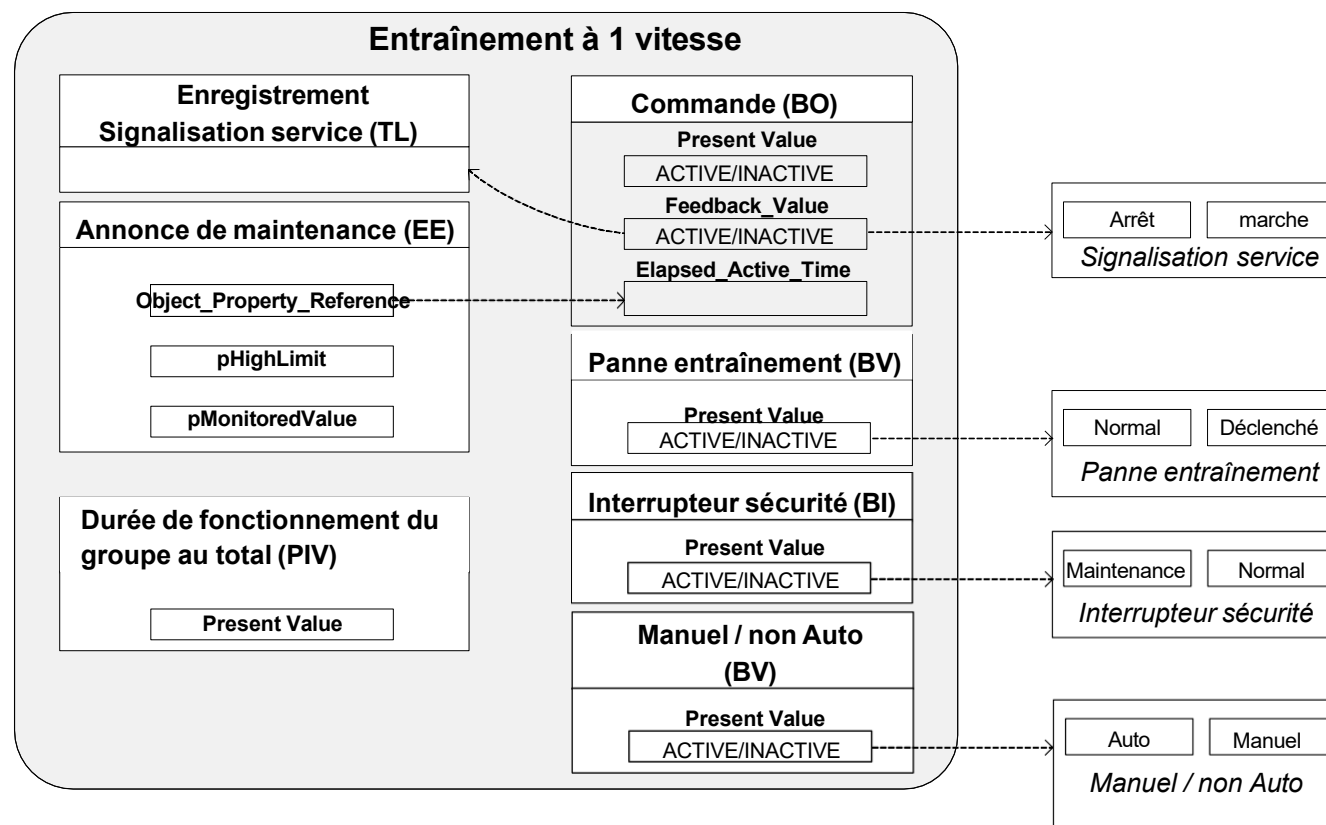 Entraînement à 1 vitesse
Enregistrement
Signalisation service (TL)
Annonce de maintenance (EE)
Object_Property_Reference
pHighLimit
pMonitoredValue
Durée de fonctionnement du
groupe au total (PIV)
Present Value
Commande (BO)
Present Value
ACTIVE/INACTIVE
Feedback_Value
ACTIVE/INACTIVE
Elapsed_Active_Time
Panne entraînement (BV)
Present Value
ACTIVE/INACTIVE
Interrupteur sécurité (BI)
Present Value
ACTIVE/INACTIVE
Manuel / non Auto
(BV)
Present Value
ACTIVE/INACTIVE
Arrêt marche
Signalisation service
Normal Déclenché
Panne entraînement
Maintenance Normal
Interrupteur sécurité
Auto Manuel
Manuel / non Auto